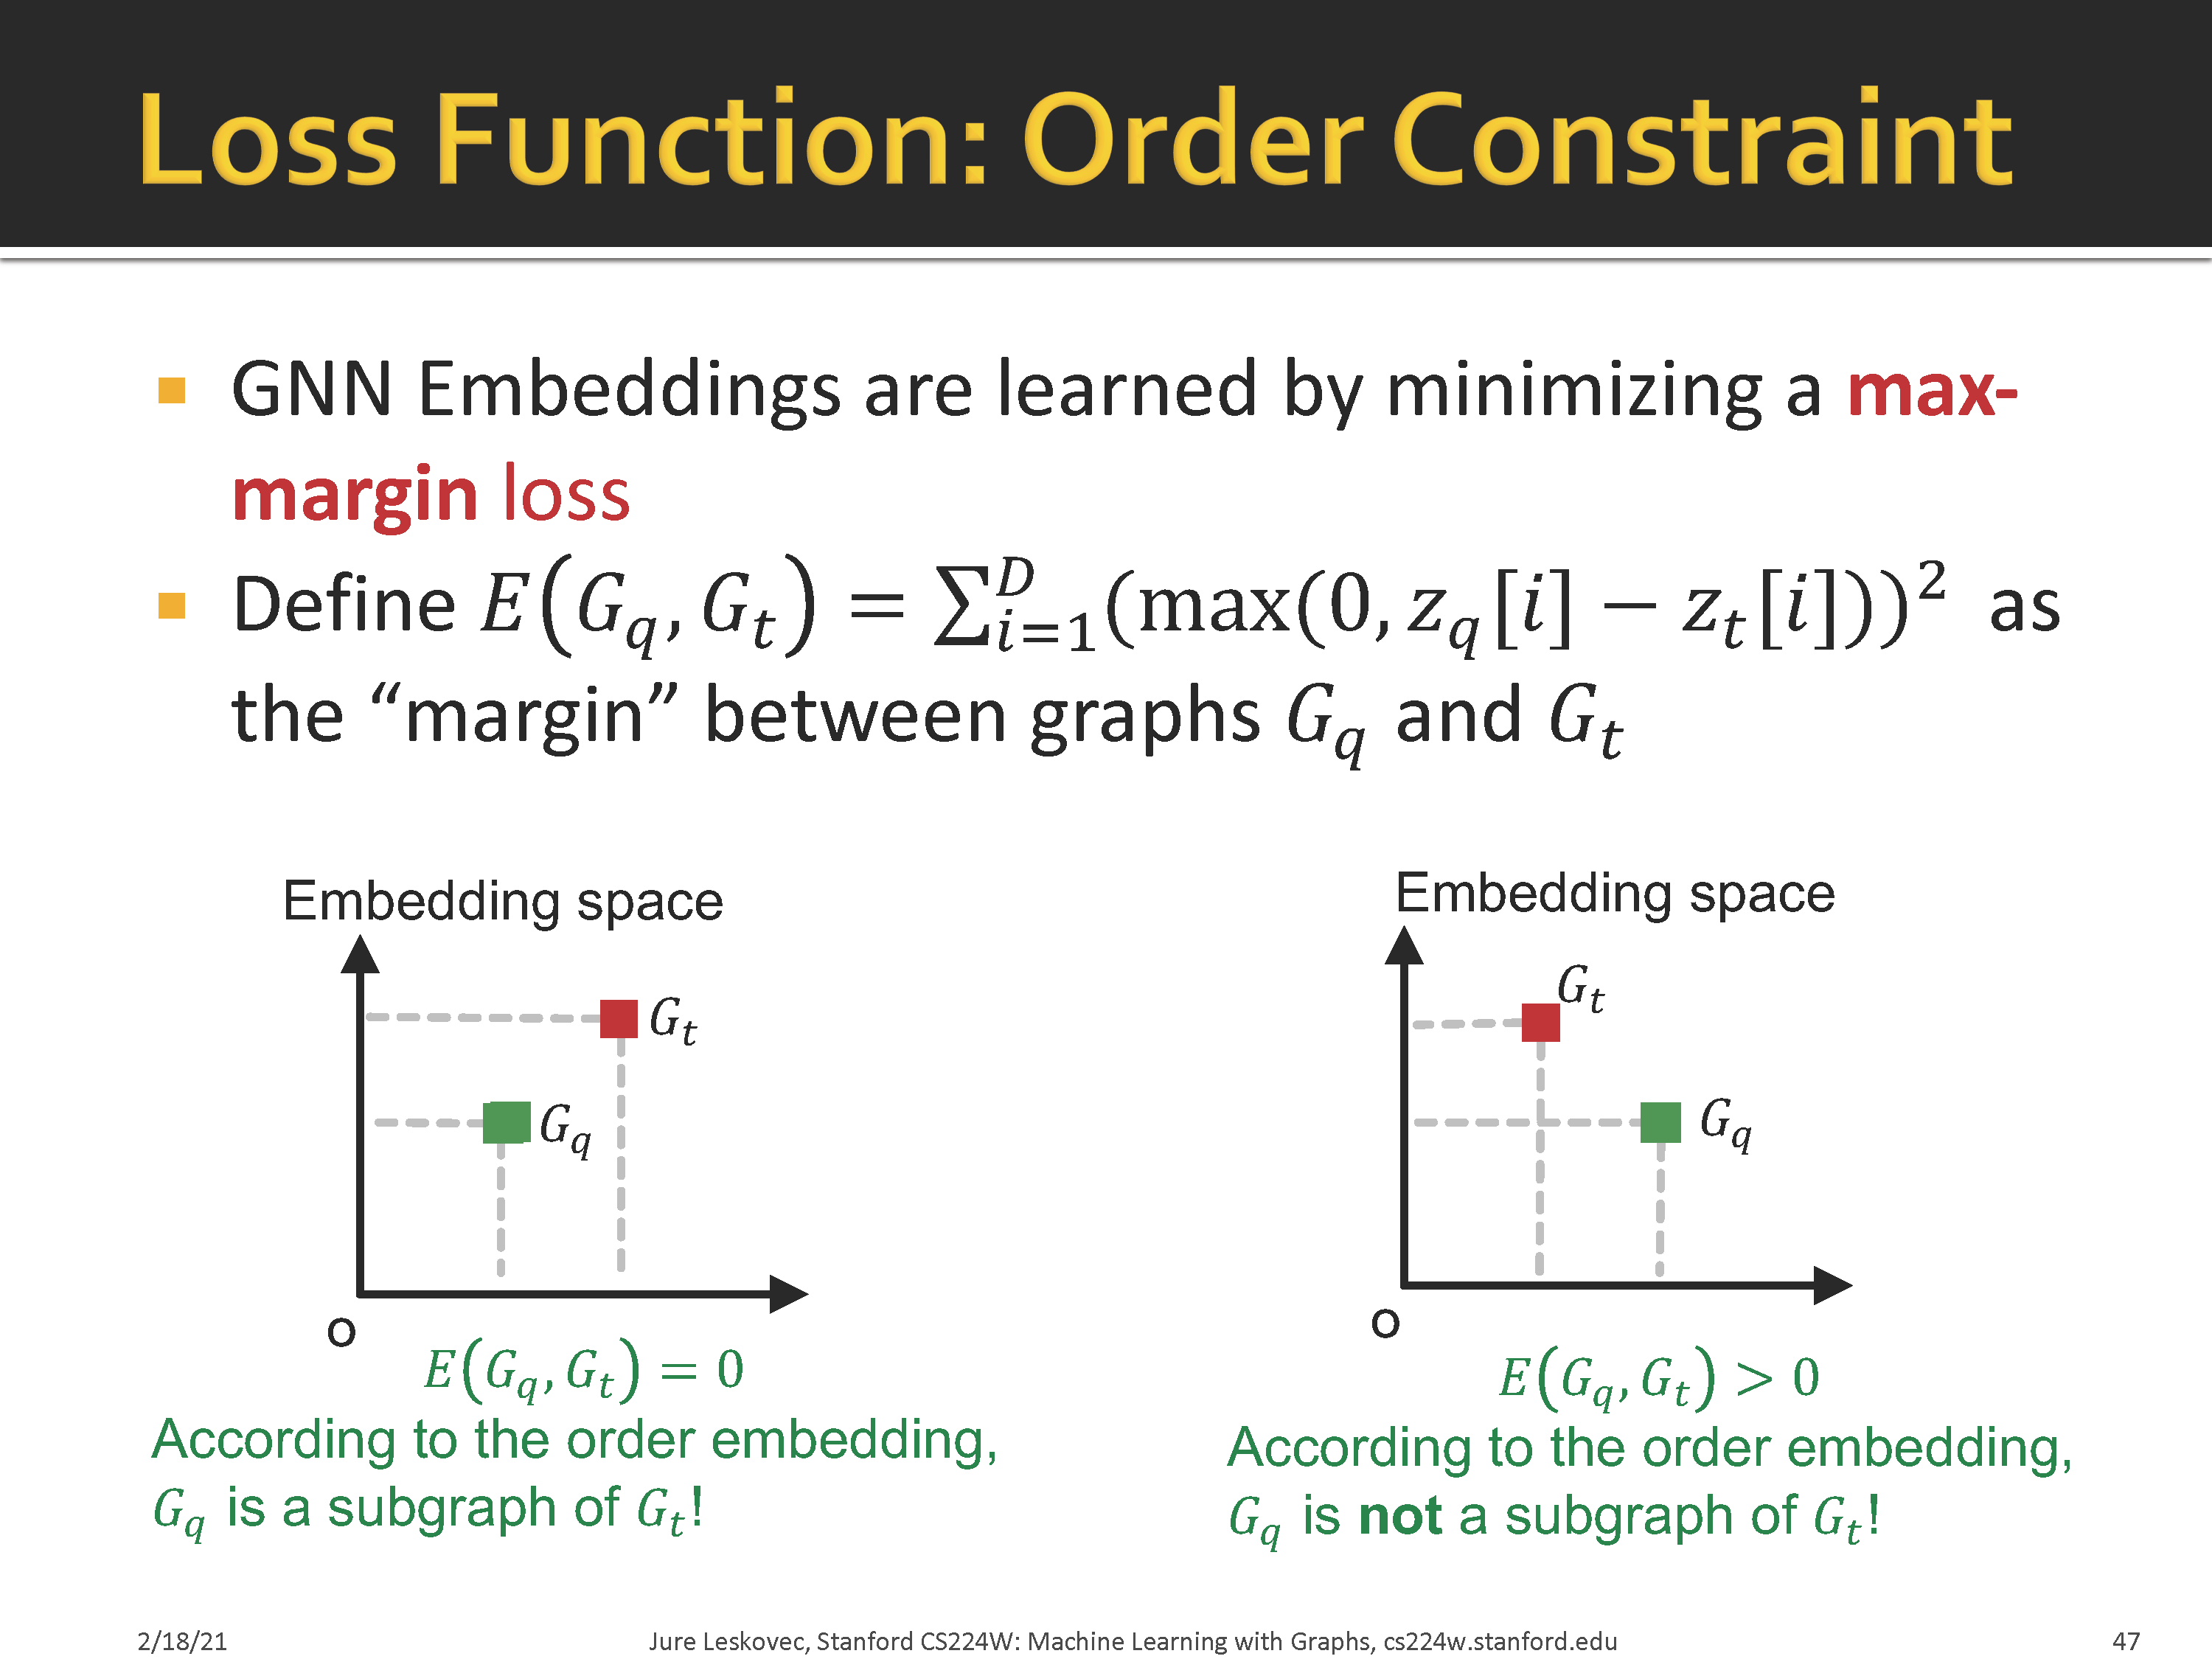 Loss Function: Order Constraint
GNN Embeddings are learned by minimizing a max-
margin loss
Define $E(G_q, G_t) = \sum_{i=1}^{D} (\max(0, z_q[i] - z_t[i]))^2$ as
the “margin” between graphs $G_q$ and $G_t$
Embedding space
$G_t$
$G_q$
O
$E(G_q, G_t) = 0$
According to the order embedding,
$G_q$ is a subgraph of $G_t$!
Embedding space
$G_t$
$G_q$
O
$E(G_q, G_t) > 0$
According to the order embedding,
$G_q$ is not a subgraph of $G_t$!
2/18/21
Jure Leskovec, Stanford CS224W: Machine Learning with Graphs, cs224w.stanford.edu
47